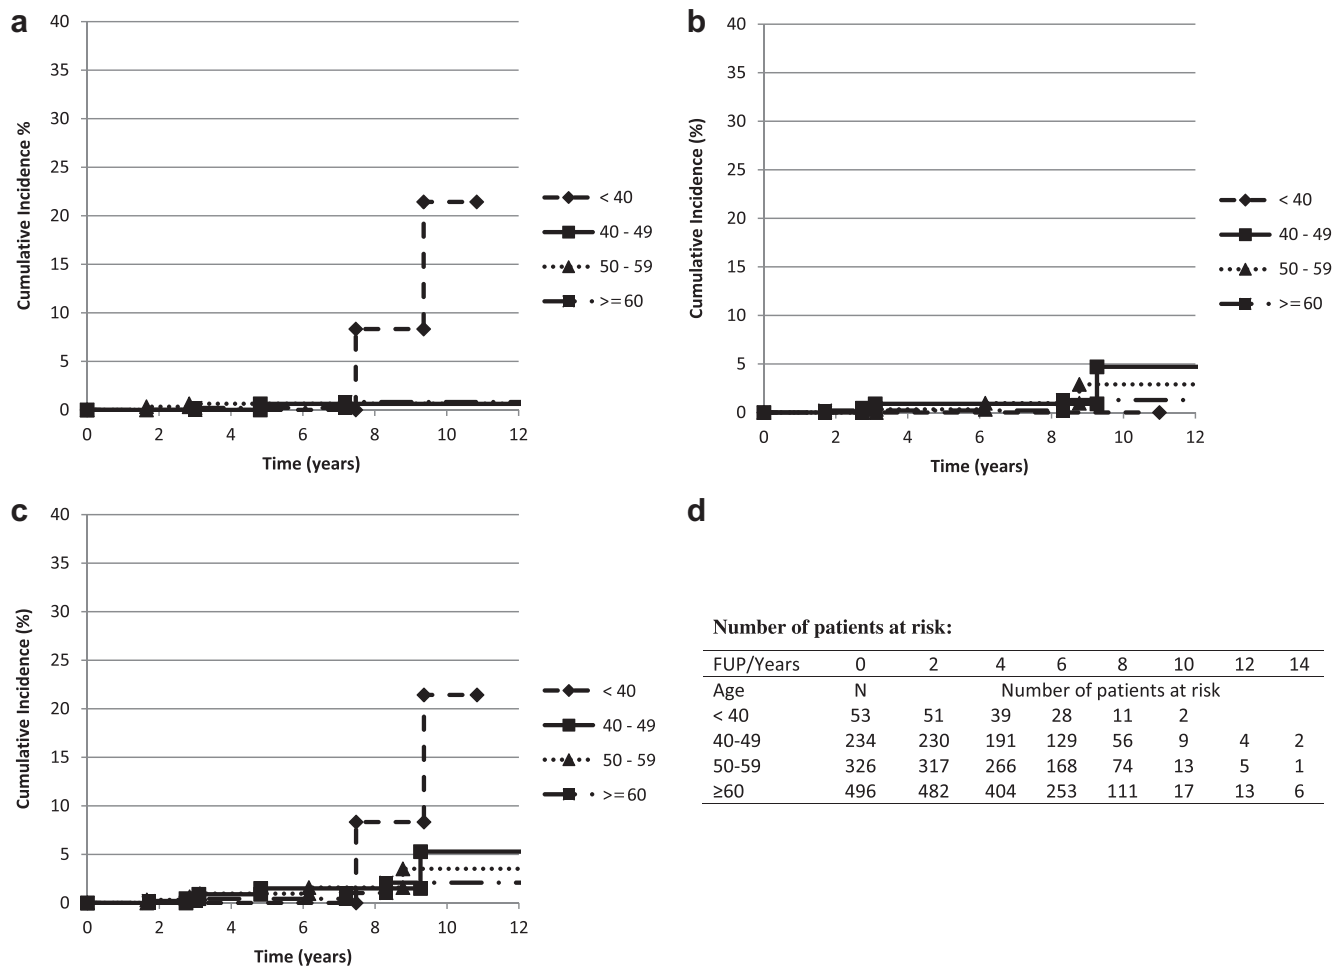 a
40
35
30
25
20
15
10
5
0
Cumulative Incidence %
0 2 4 6 8 10 12
Time (years)
< 40
40 - 49
50 - 59
>=60
b
40
35
30
25
20
15
10
5
0
Cumulative Incidence (%)
0 2 4 6 8 10 12
Time (years)
< 40
40 - 49
50 - 59
>=60
c
40
35
30
25
20
15
10
5
0
Cumulative Incidence (%)
0 2 4 6 8 10 12
Time (years)
< 40
40 - 49
50 - 59
>=60
d
Number of patients at risk:
FUP/Years 0 2 4 6 8 10 12 14
Age N Number of patients at risk
< 40 53 51 39 28 11 2
40-49 234 230 191 129 56 9 4 2
50-59 326 317 266 168 74 13 5 1
≥60 496 482 404 253 111 17 13 6